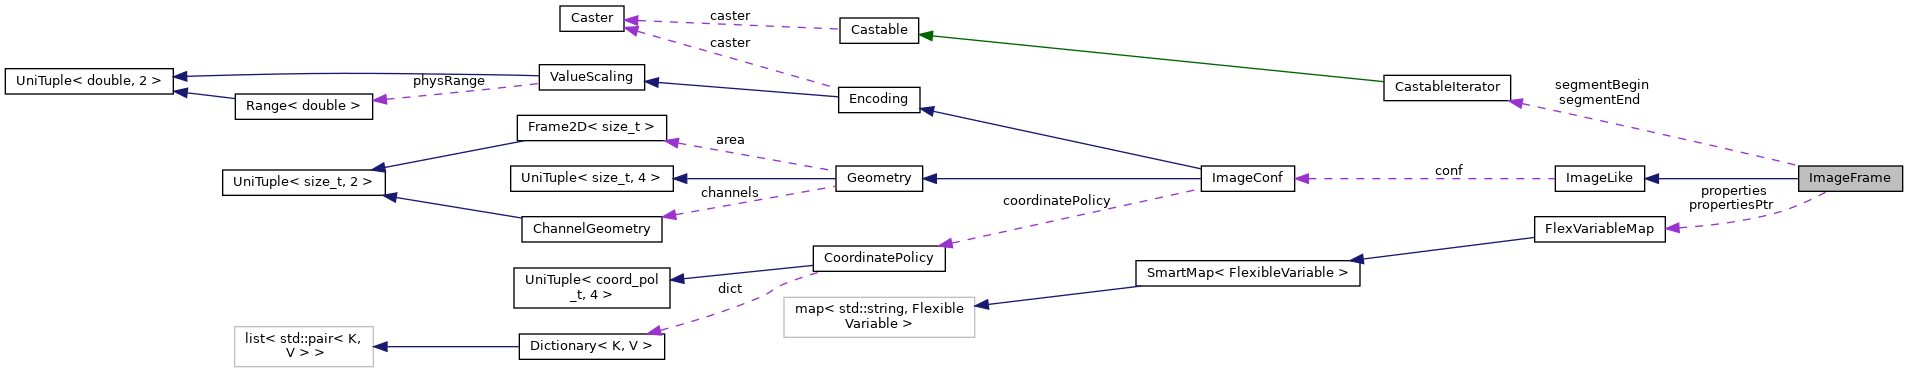 Caster
caster
Castable
caster
UniTuple< double, 2 >
physRange
ValueScaling
Range< double >
Encoding
CastableIterator
segmentBegin
segmentEnd
Frame2D< size_t >
area
UniTuple< size_t, 2 >
UniTuple< size_t, 4 >
Geometry
ImageConf
conf
ImageLike
ImageFrame
channels
coordinatePolicy
properties
propertiesPtr
ChannelGeometry
FlexVariableMap
CoordinatePolicy
UniTuple< coord_pol
_t, 4 >
dict
SmartMap< FlexibleVariable >
map< std::string, Flexible
Variable >
list< std::pair< K,
V > >
Dictionary< K, V >